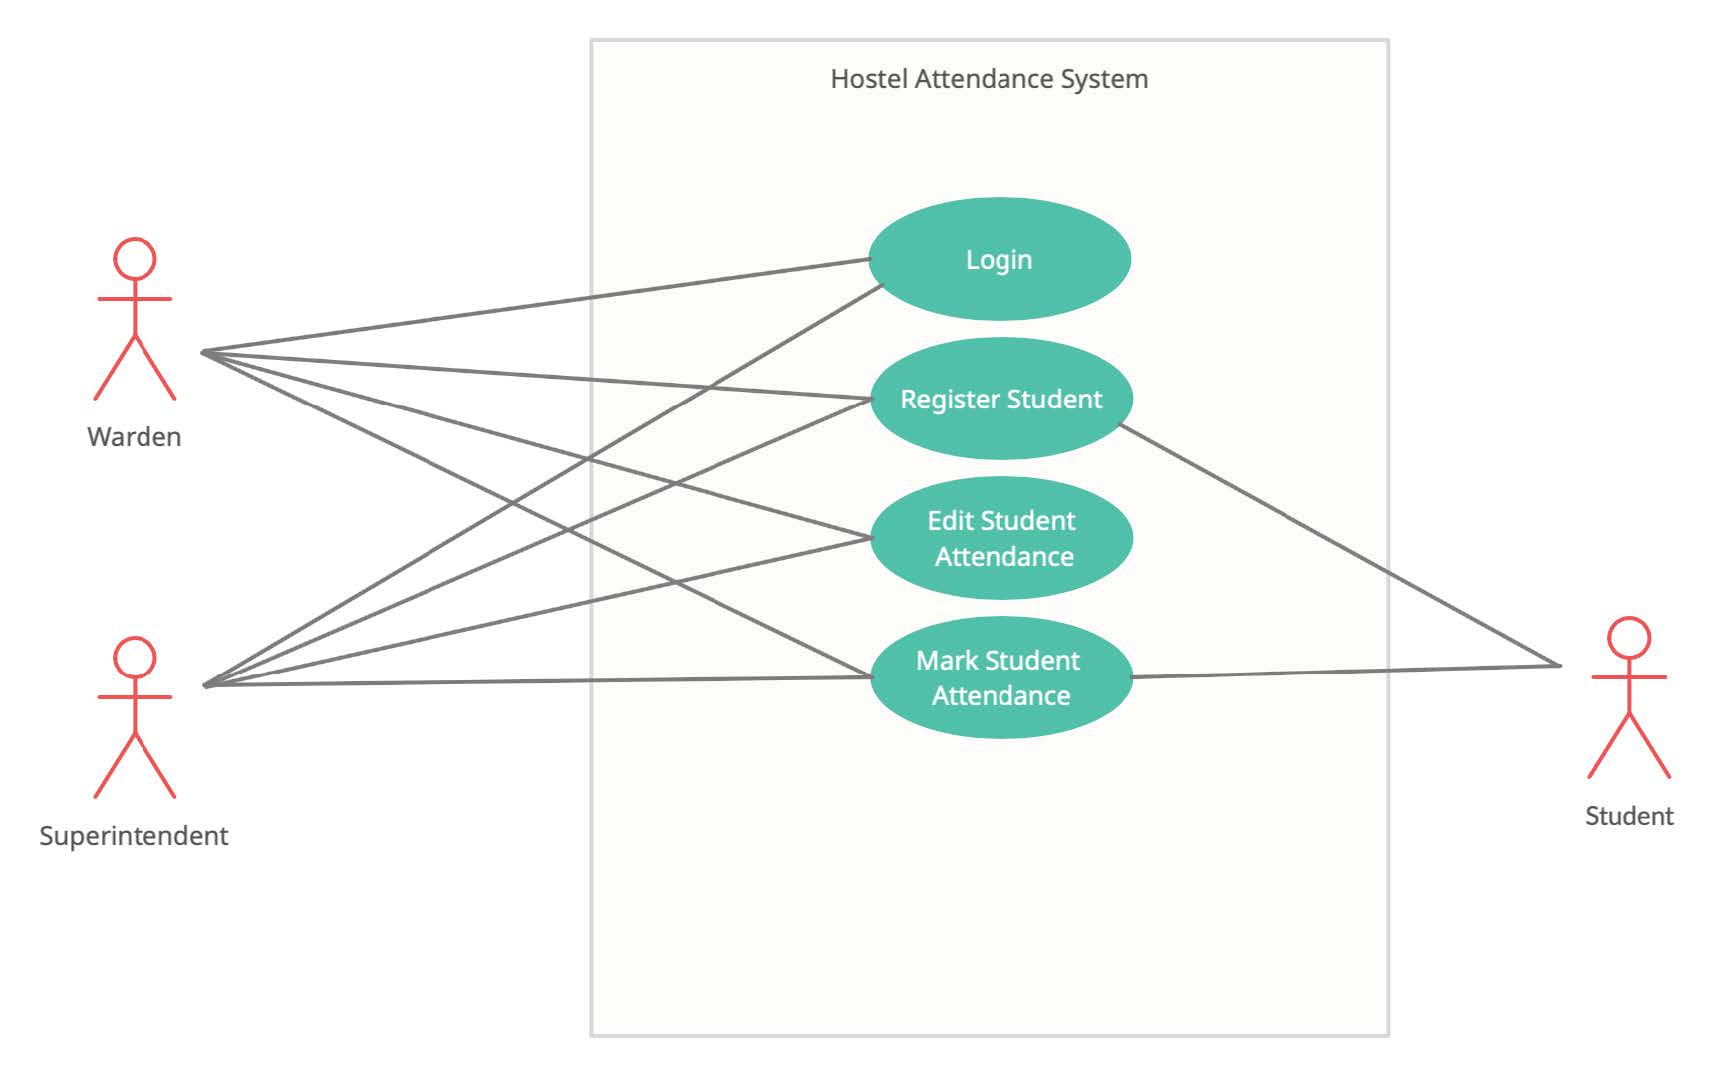 Hostel Attendance System
Login
Register Student
Edit Student
Attendance
Mark Student
Attendance
Warden
Superintendent
Student